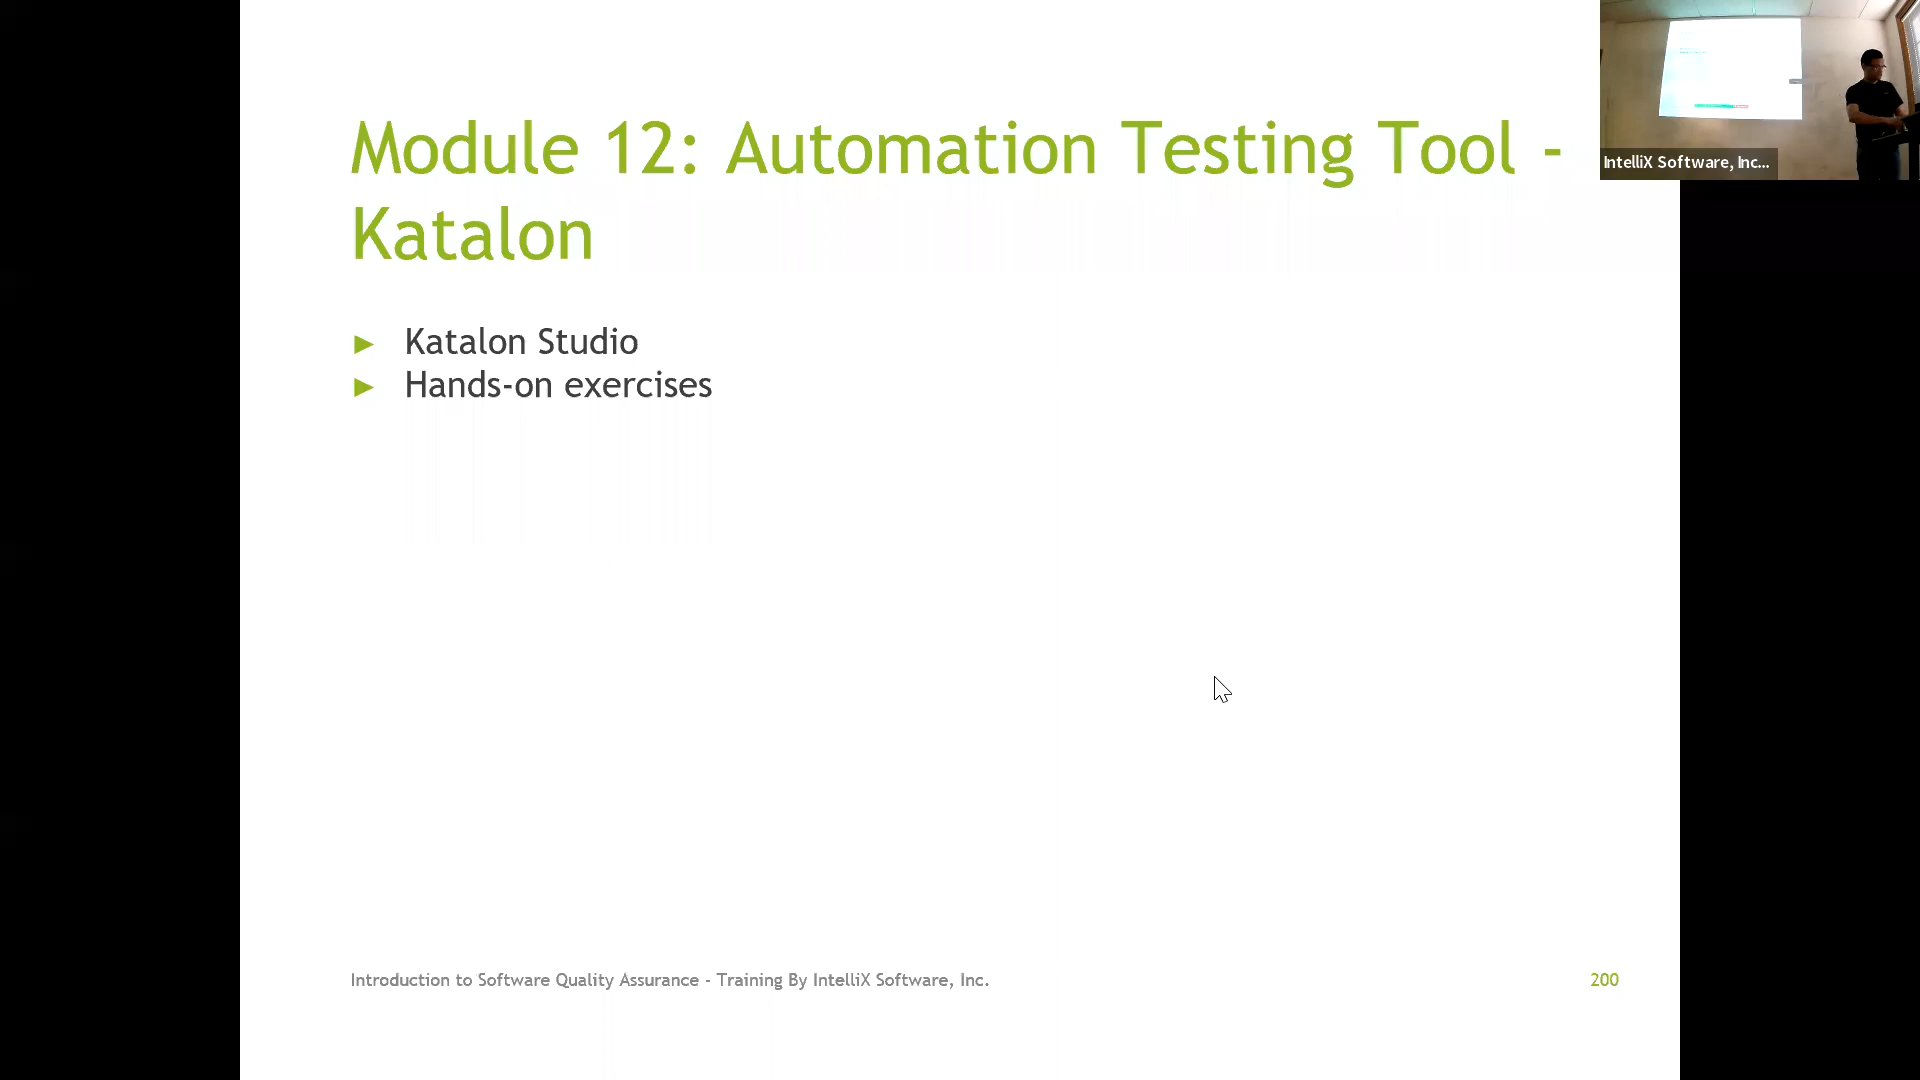 Module 12: Automation Testing Tool -
Katalon
► Katalon Studio
► Hands-on exercises
IntelliX Software, Inc...
Introduction to Software Quality Assurance - Training By IntelliX Software, Inc.
200